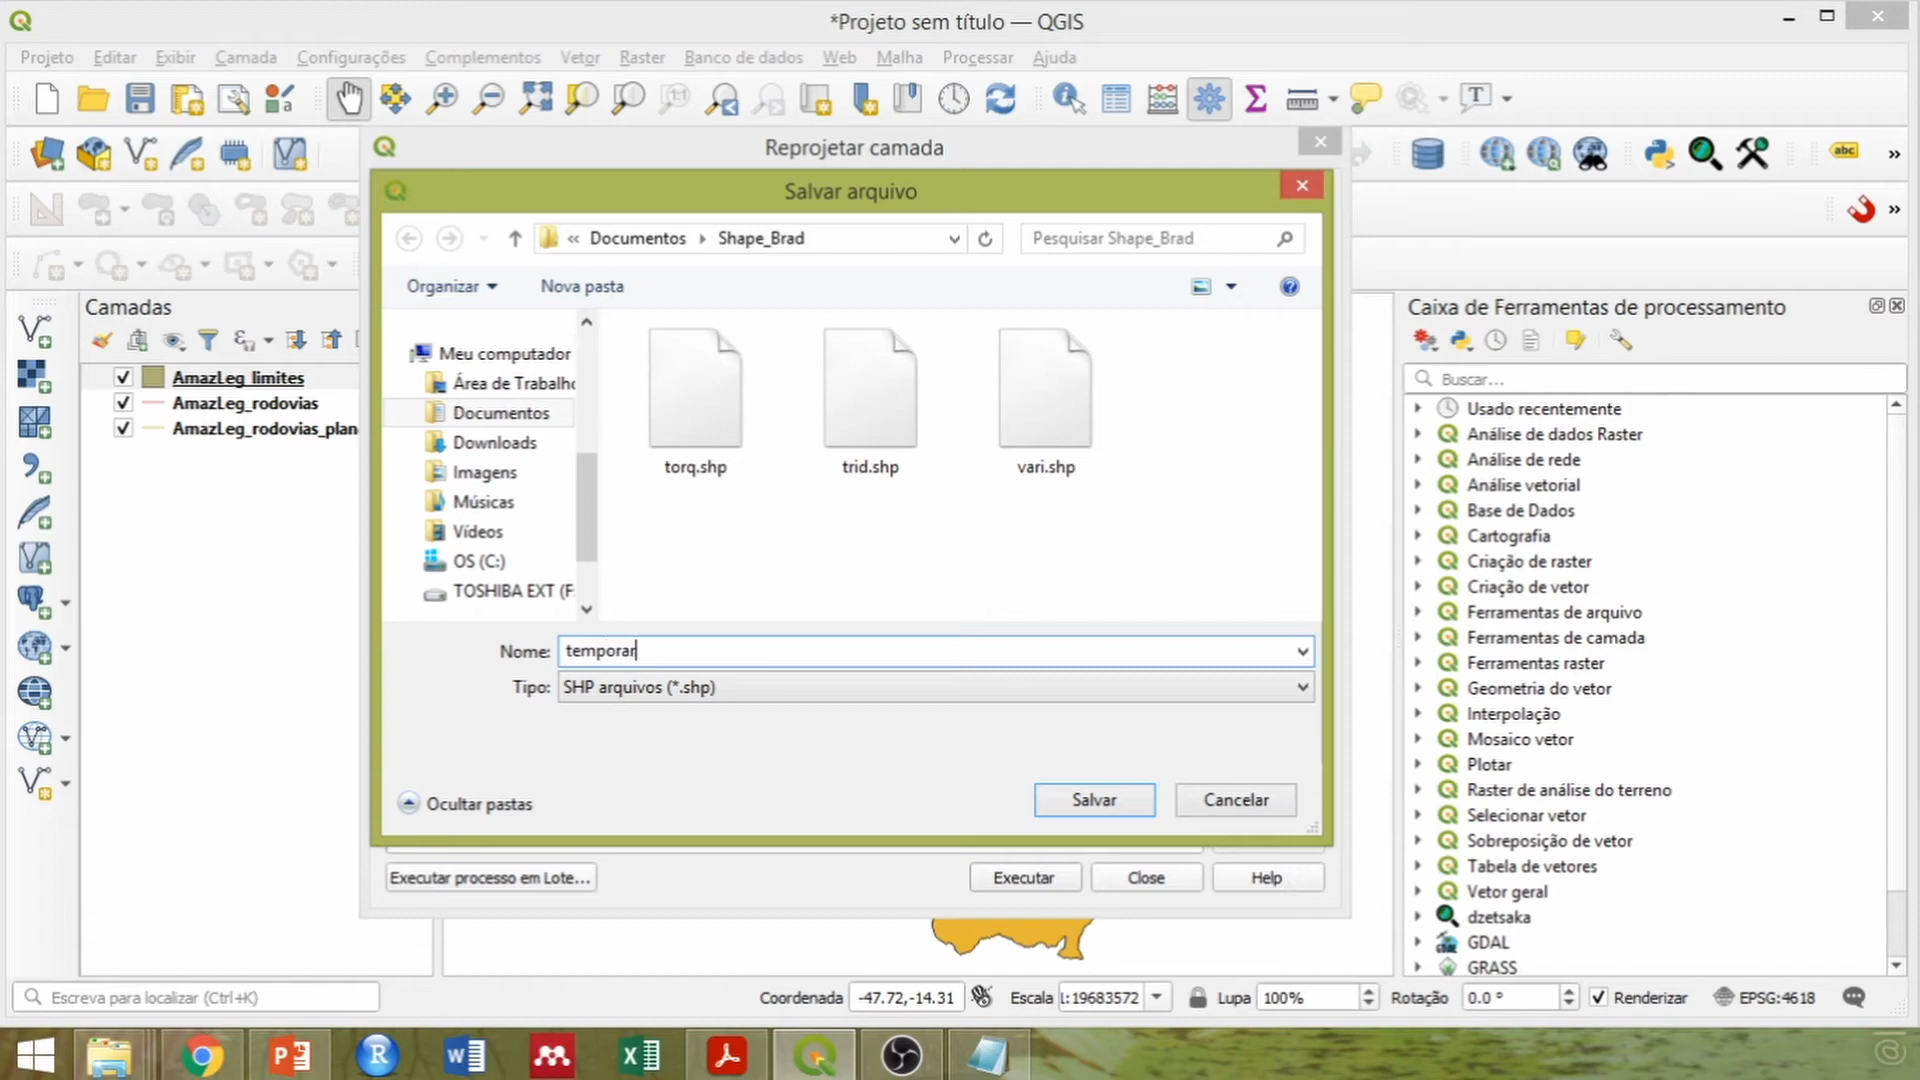 *Projeto sem título — QGIS
Projeto Editar Exibir Camada Configurações Complementos Vetor Raster Banco de dados Web Malha Processar Ajuda
Reprojetar camada
Salvar arquivo
« Documentos Shape_Brad
Pesquisar Shape_Brad
Organizar
Nova pasta
Meu computador
Área de Trabalho
Documentos
Downloads
Imagens
Músicas
Vídeos
OS (C:)
TOSHIBA EXT (F:
torq.shp
trid.shp
vari.shp
Nome: temporar
Tipo: SHP arquivos (*.shp)
Ocultar pastas
Salvar
Cancelar
Executar processo em Lote...
Executar
Close
Help
Camadas
AmazLeg_limites
AmazLeg_rodovias
AmazLeg_rodovias_plan
abc
»
»
Caixa de Ferramentas de processamento
Buscar...
Usado recentemente
Análise de dados Raster
Análise de rede
Análise vetorial
Base de Dados
Cartografia
Criação de raster
Criação de vetor
Ferramentas de arquivo
Ferramentas de camada
Ferramentas raster
Geometria do vetor
Interpolação
Mosaico vetor
Plotar
Raster de análise do terreno
Selecionar vetor
Sobreposição de vetor
Tabela de vetores
Vetor geral
dzetsaka
GDAL
GRASS
Escreva para localizar (Ctrl+K)
Coordenada -47.72,-14.31
Escala l:19683572
Lupa 100%
Rotação 0.0 °
Renderizar
EPSG:4618